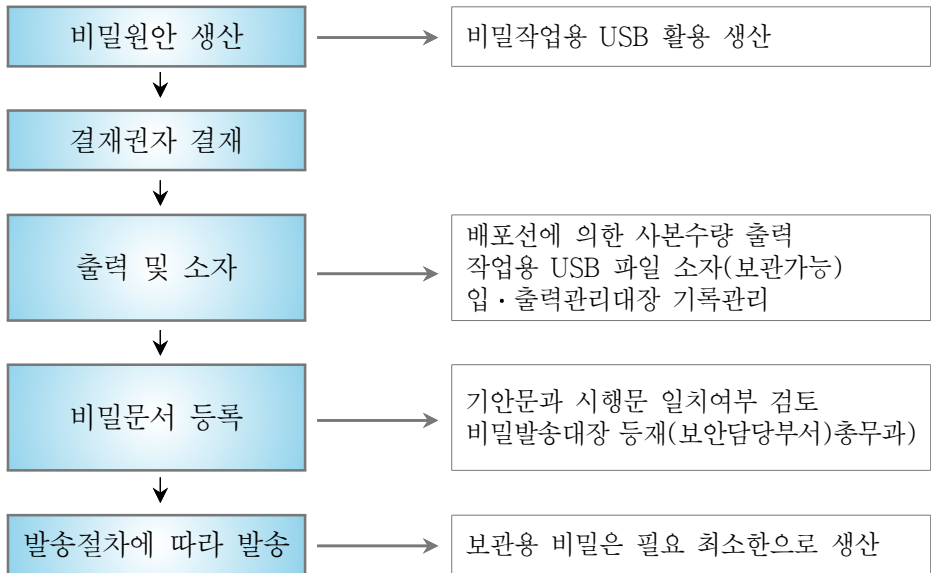 비밀원안 생산
비밀작업용 USB 활용 생산
결재권자 결재
출력 및 소자
배포선에 의한 사본수량 출력
작업용 USB 파일 소자(보관가능)
입·출력관리대장 기록관리
비밀문서 등록
기안문과 시행문 일치여부 검토
비밀발송대장 등재(보안담당부서)총무과)
발송절차에 따라 발송
보관용 비밀은 필요 최소한으로 생산